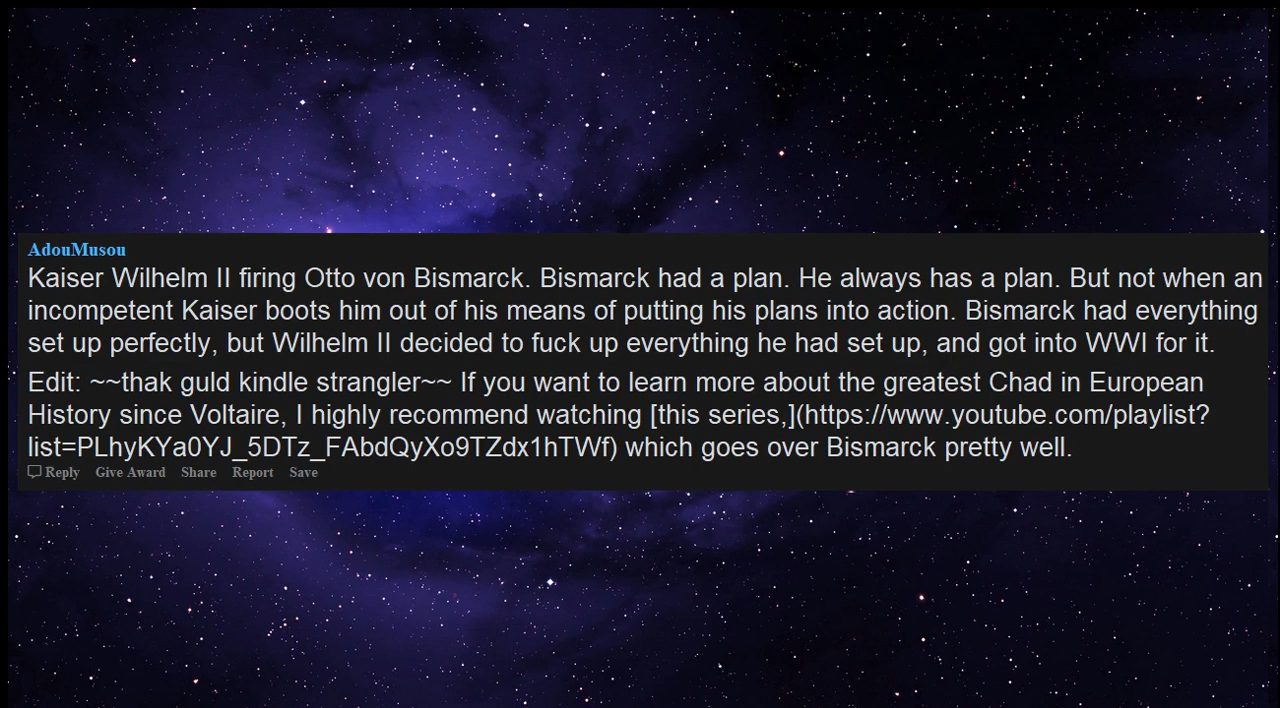 AdouMusou
Kaiser Wilhelm II firing Otto von Bismarck. Bismarck had a plan. He always has a plan. But not when an
incompetent Kaiser boots him out of his means of putting his plans into action. Bismarck had everything
set up perfectly, but Wilhelm II decided to fuck up everything he had set up, and got into WWI for it.
Edit: ~~thak guld kindle strangler~~ If you want to learn more about the greatest Chad in European
History since Voltaire, I highly recommend watching [this series,](https://www.youtube.com/playlist?
list=PLhyKYa0YJ_5DTz_FAbdQyXo9TZdx1hTWf) which goes over Bismarck pretty well.
Reply Give Award Share Report Save